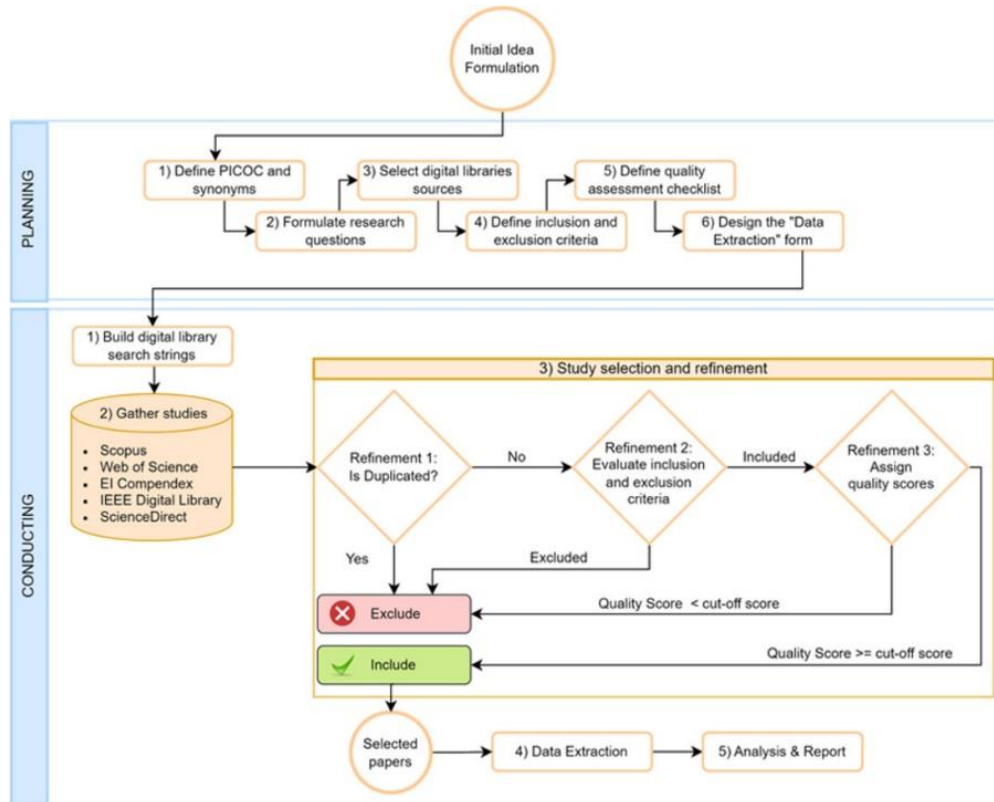 Initial Idea
Formulation
PLANNING
1) Define PICOC and
synonyms
2) Formulate research
questions
3) Select digital libraries
sources
4) Define inclusion and
exclusion criteria
5) Define quality
assessment checklist
6) Design the "Data
Extraction" form
CONDUCTING
1) Build digital library
search strings
2) Gather studies
• Scopus
• Web of Science
• EI Compendex
• IEEE Digital Library
• ScienceDirect
3) Study selection and refinement
Refinement 1:
Is Duplicated?
No
Refinement 2:
Evaluate inclusion
and exclusion
criteria
Included
Refinement 3:
Assign
quality scores
Yes
Excluded
Exclude
Quality Score < cut-off score
Include
Quality Score >= cut-off score
Selected
papers
4) Data Extraction
5) Analysis & Report